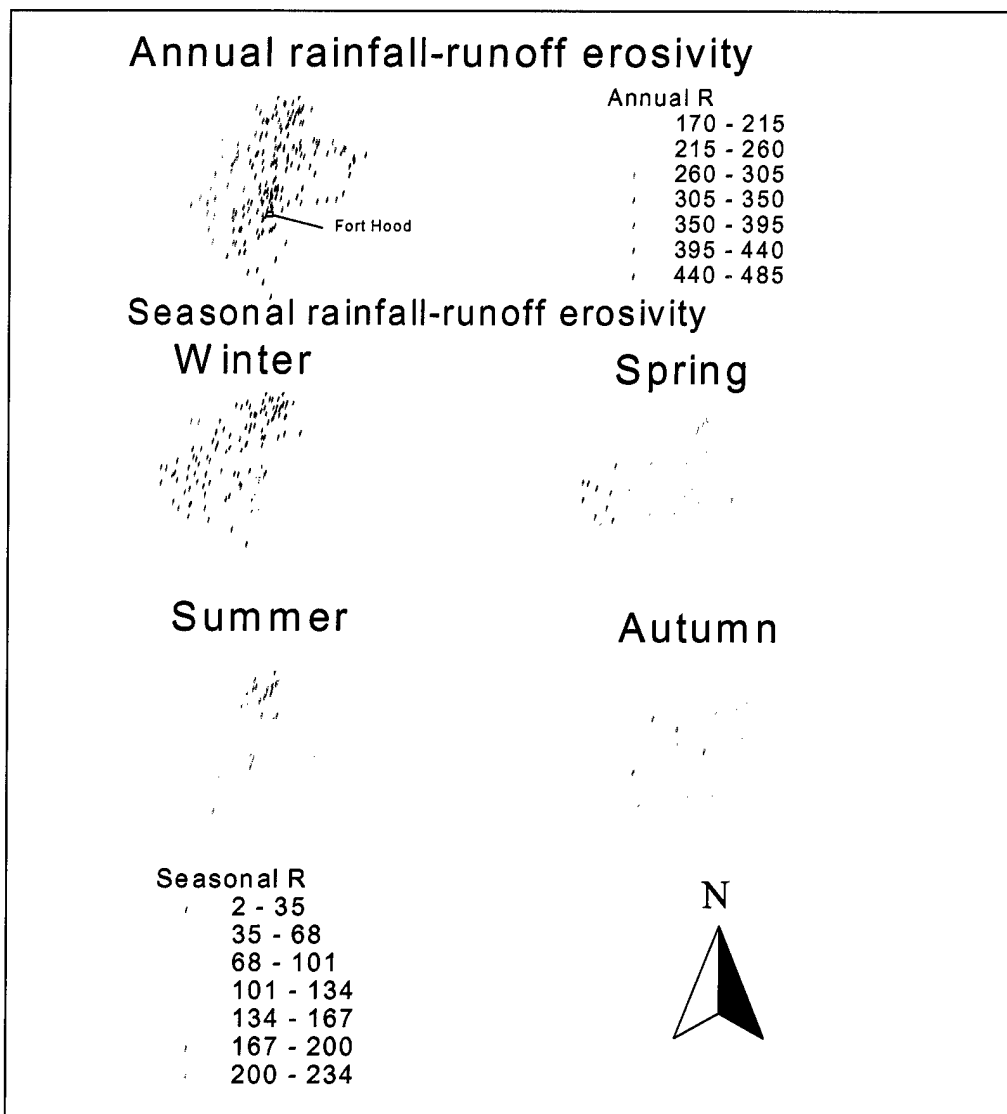 Annual rainfall-runoff erosivity
Annual R
170 - 215
215 - 260
260 - 305
305 - 350
350 - 395
395 - 440
440 - 485
Fort Hood
Seasonal rainfall-runoff erosivity
Winter
Spring
Summer
Autumn
Seasonal R
2 - 35
35 - 68
68 - 101
101 - 134
134 - 167
167 - 200
200 - 234
N